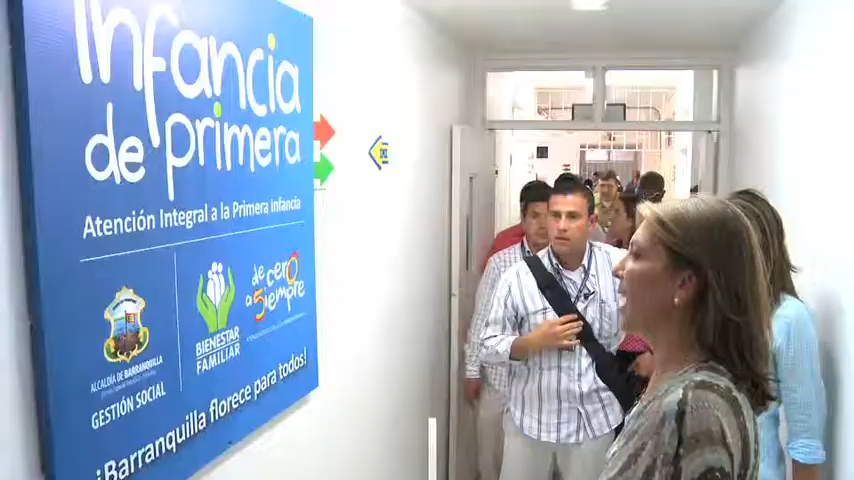 Infancia
de primera
Atención Integral a la Primera Infancia
ALCALDÍA DE BARRANQUILLA
GESTIÓN SOCIAL
BIENESTAR
FAMILIAR
de cero
a Siempre
¡Barranquilla florece para todos!